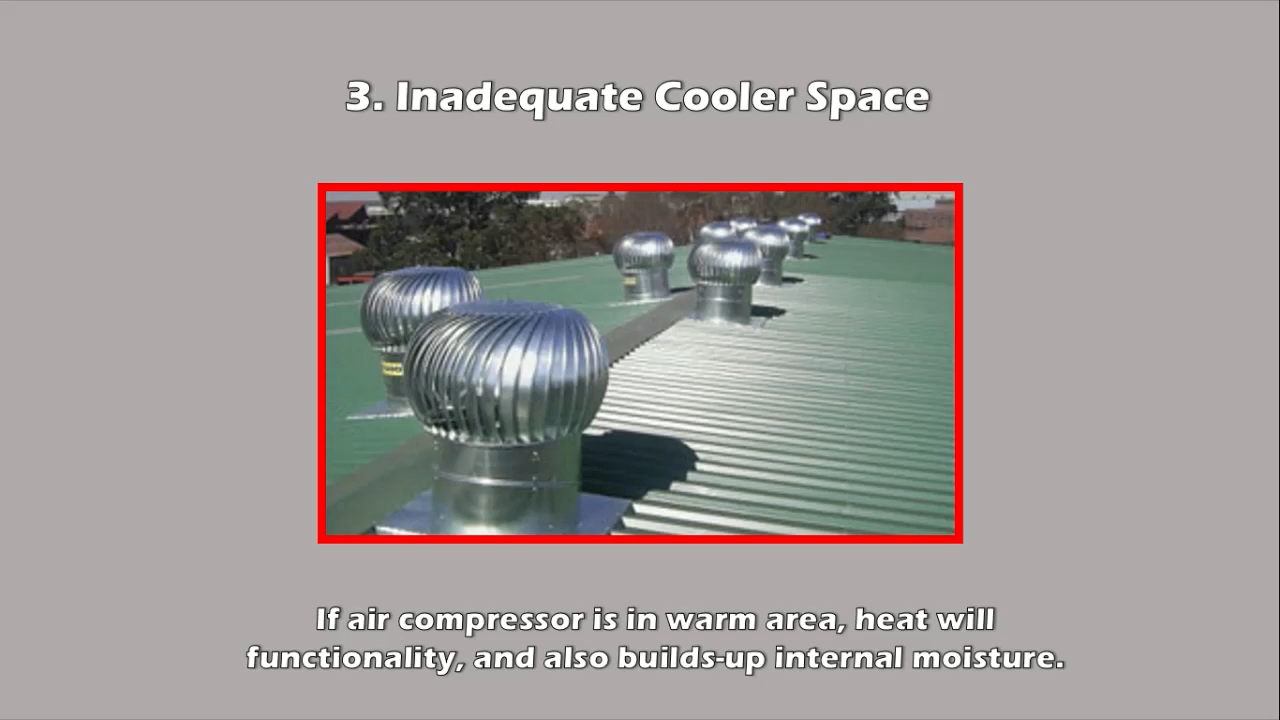 3. Inadequate Cooler Space
If air compressor is in warm area, heat will
functionality, and also builds-up internal moisture.